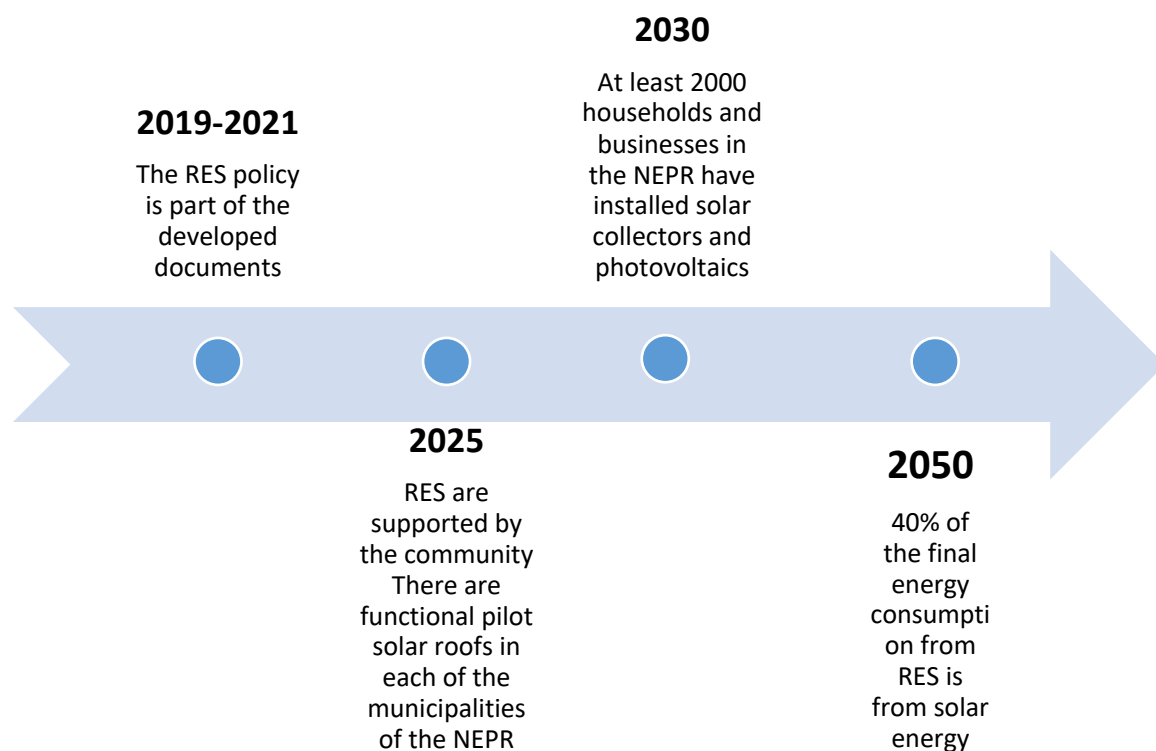 2019-2021
The RES policy
is part of the
developed
documents
2025
RES are
supported by
the community
There are
functional pilot
solar roofs in
each of the
municipalities
of the NEPR
2030
At least 2000
households and
businesses in
the NEPR have
installed solar
collectors and
photovoltaics
2050
40% of
the final
energy
consumpti
on from
RES is
from solar
energy